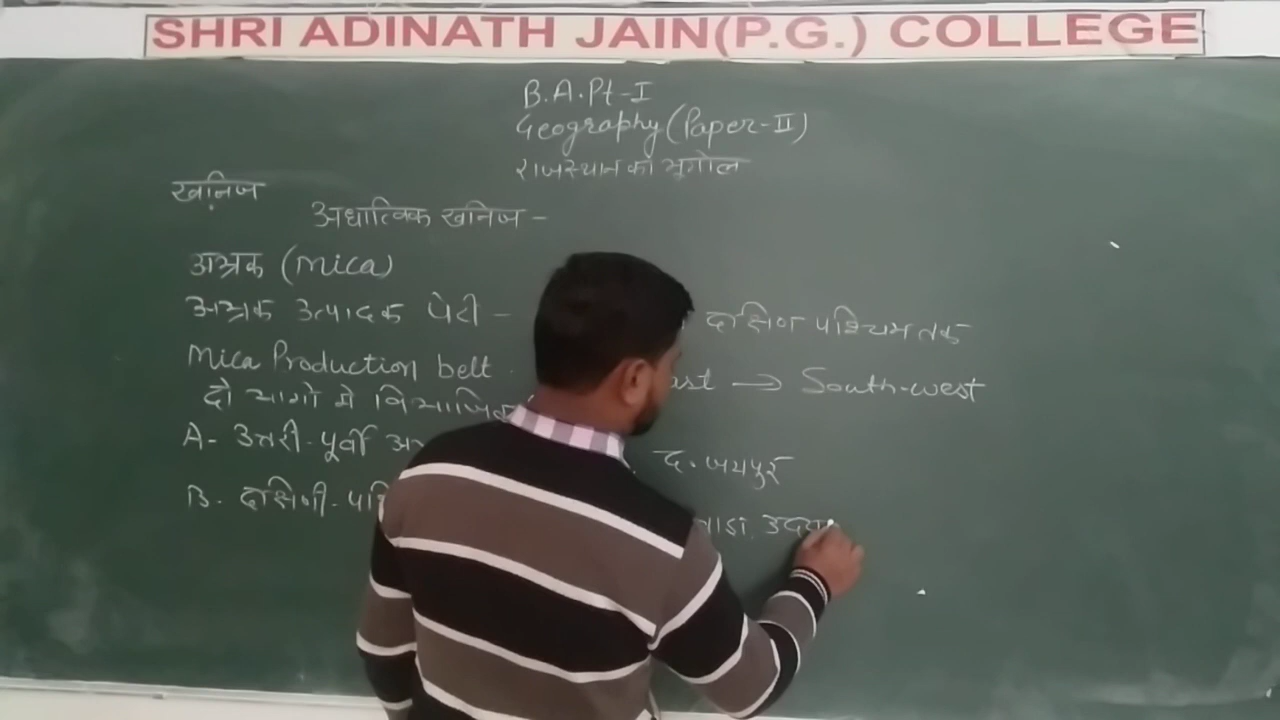 SHRI ADINATH JAIN(P.G.) COLLEGE
B.A.Pt-I
Geography(Paper-II)
राजस्थान का भूगोल
खनिज
अधात्विक खनिज -
अभ्रक (Mica)
अभ्रक उत्पादक पेटी - दक्षिण पश्चिम तक
Mica Production belt ast → South-west
दो भागो मे विभाजित
A- उत्तरी-पूर्वी द. जयपुर
B- दक्षिणी- वाडा,